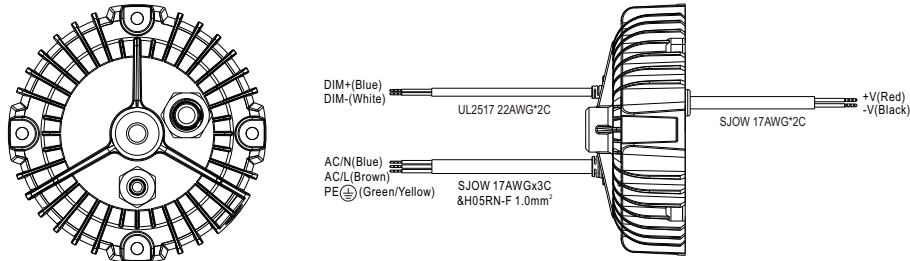 DIM+(Blue)
DIM-(White)
UL2517 22AWG*2C
+V(Red)
-V(Black)
SJOW 17AWG*2C
AC/N(Blue)
AC/L(Brown)
PE⏚(Green/Yellow)
SJOW 17AWGx3C
&H05RN-F 1.0mm²